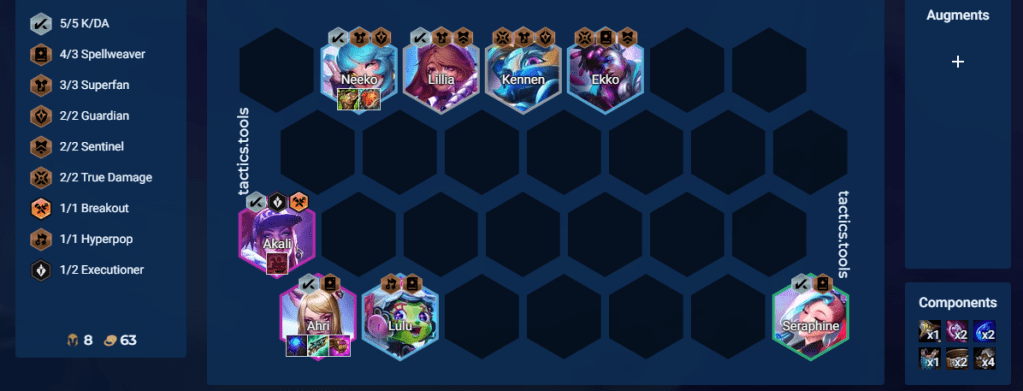 5/5 K/DA
4/3 Spellweaver
3/3 Superfan
2/2 Guardian
2/2 Sentinel
2/2 True Damage
1/1 Breakout
1/1 Hyperpop
1/2 Executioner
8 63
tactics.tools
Neeko
Lillia
Kennen
Ekko
Akali
Ahri
Lulu
Seraphine
tactics.tools
Augments
+
Components
x1 x2 x2
x1 x2 x4